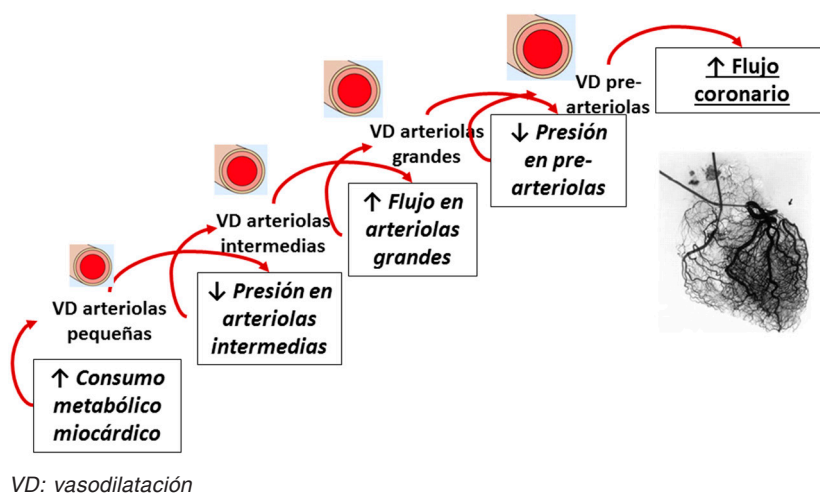 ↑ Consumo
metabólico
miocárdico
VD arteriolas
pequeñas
↓ Presión en
arteriolas
intermedias
VD arteriolas
intermedias
↑ Flujo en
arteriolas
grandes
VD arteriolas
grandes
↓ Presión
en pre-
arteriolas
VD pre-
arteriolas
↑ Flujo
coronario
VD: vasodilatación